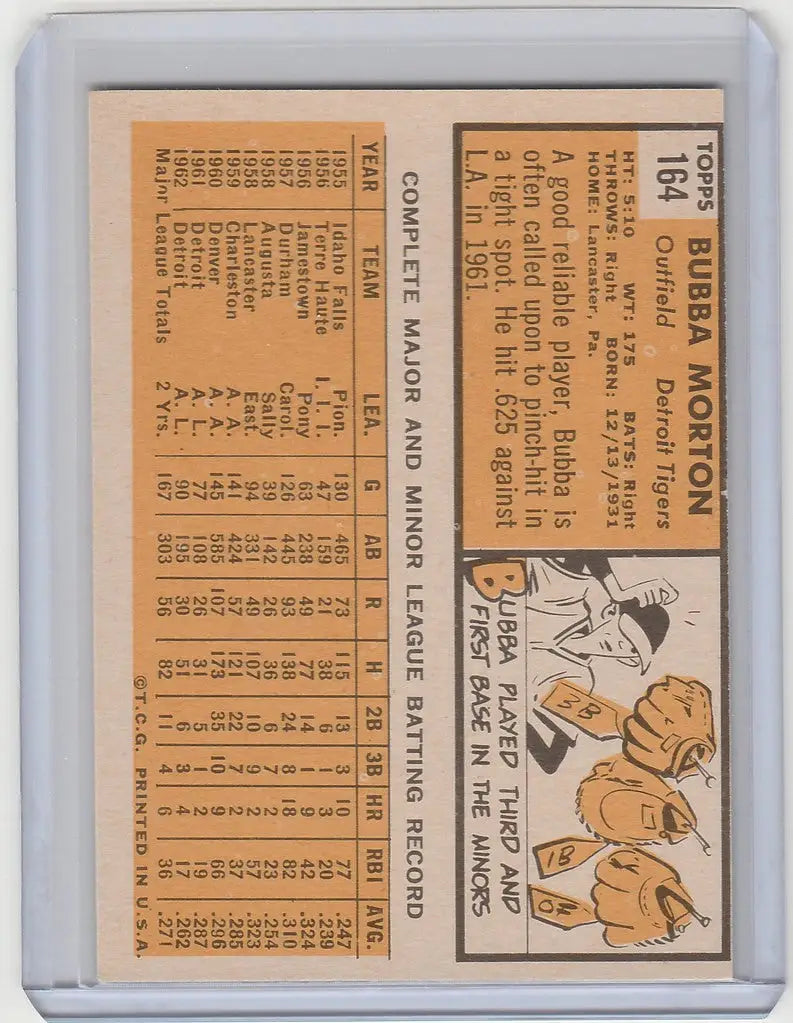 TOPPS
164
BUBBA MORTON
Outfield Detroit Tigers
HT: 5:10 WT: 175 BATS: Right
THROWS: Right BORN: 12/13/1931
HOME: Lancaster, Pa.
A good reliable player, Bubba is
often called upon to pinch-hit in
a tight spot. He hit .625 against
L.A. in 1961.
3B
1B
OF
BUBBA PLAYED THIRD AND
FIRST BASE IN THE MINORS
COMPLETE MAJOR AND MINOR LEAGUE BATTING RECORD
YEAR TEAM LEA. G AB R H 2B 3B HR RBI AVG.
1955 Idaho Falls Pion. 130 465 73 115 13 3 10 77 .247
1956 Terre Haute I. I. I. 47 159 21 38 6 1 3 20 .239
1956 Jamestown Pony 63 238 49 77 14 1 9 42 .324
1957 Durham Carol. 126 445 93 138 24 8 18 82 .310
1958 Augusta Sally 39 142 26 36 6 7 2 23 .254
1958 Lancaster East. 94 331 49 107 10 2 9 57 .323
1959 Charleston A. A. 141 424 57 121 22 7 2 37 .285
1960 Denver A. A. 145 585 107 173 35 10 9 66 .296
1961 Detroit A. L. 77 108 26 31 5 1 2 19 .287
1962 Detroit A. L. 90 195 30 51 6 3 4 17 .262
Major League Totals 2 Yrs. 167 303 56 82 11 4 6 36 .271
©T.C.G. PRINTED IN U.S.A.